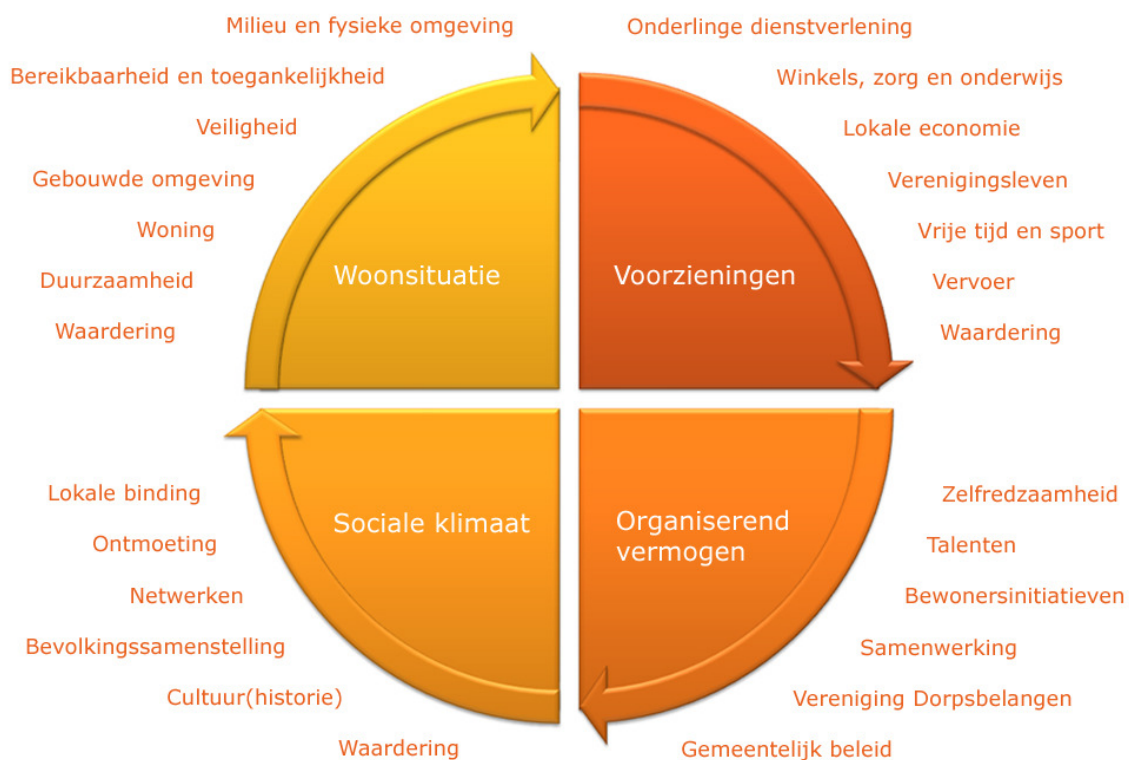 Milieu en fysieke omgeving
Bereikbaarheid en toegankelijkheid
Veiligheid
Gebouwde omgeving
Woning
Duurzaamheid
Waardering
Woonsituatie
Onderlinge dienstverlening
Winkels, zorg en onderwijs
Lokale economie
Verenigingsleven
Vrije tijd en sport
Vervoer
Waardering
Voorzieningen
Lokale binding
Ontmoeting
Netwerken
Bevolkingssamenstelling
Cultuur(historie)
Waardering
Sociale klimaat
Organiserend
vermogen
Zelfredzaamheid
Talenten
Bewonersinitiatieven
Samenwerking
Vereniging Dorpsbelangen
Gemeentelijk beleid